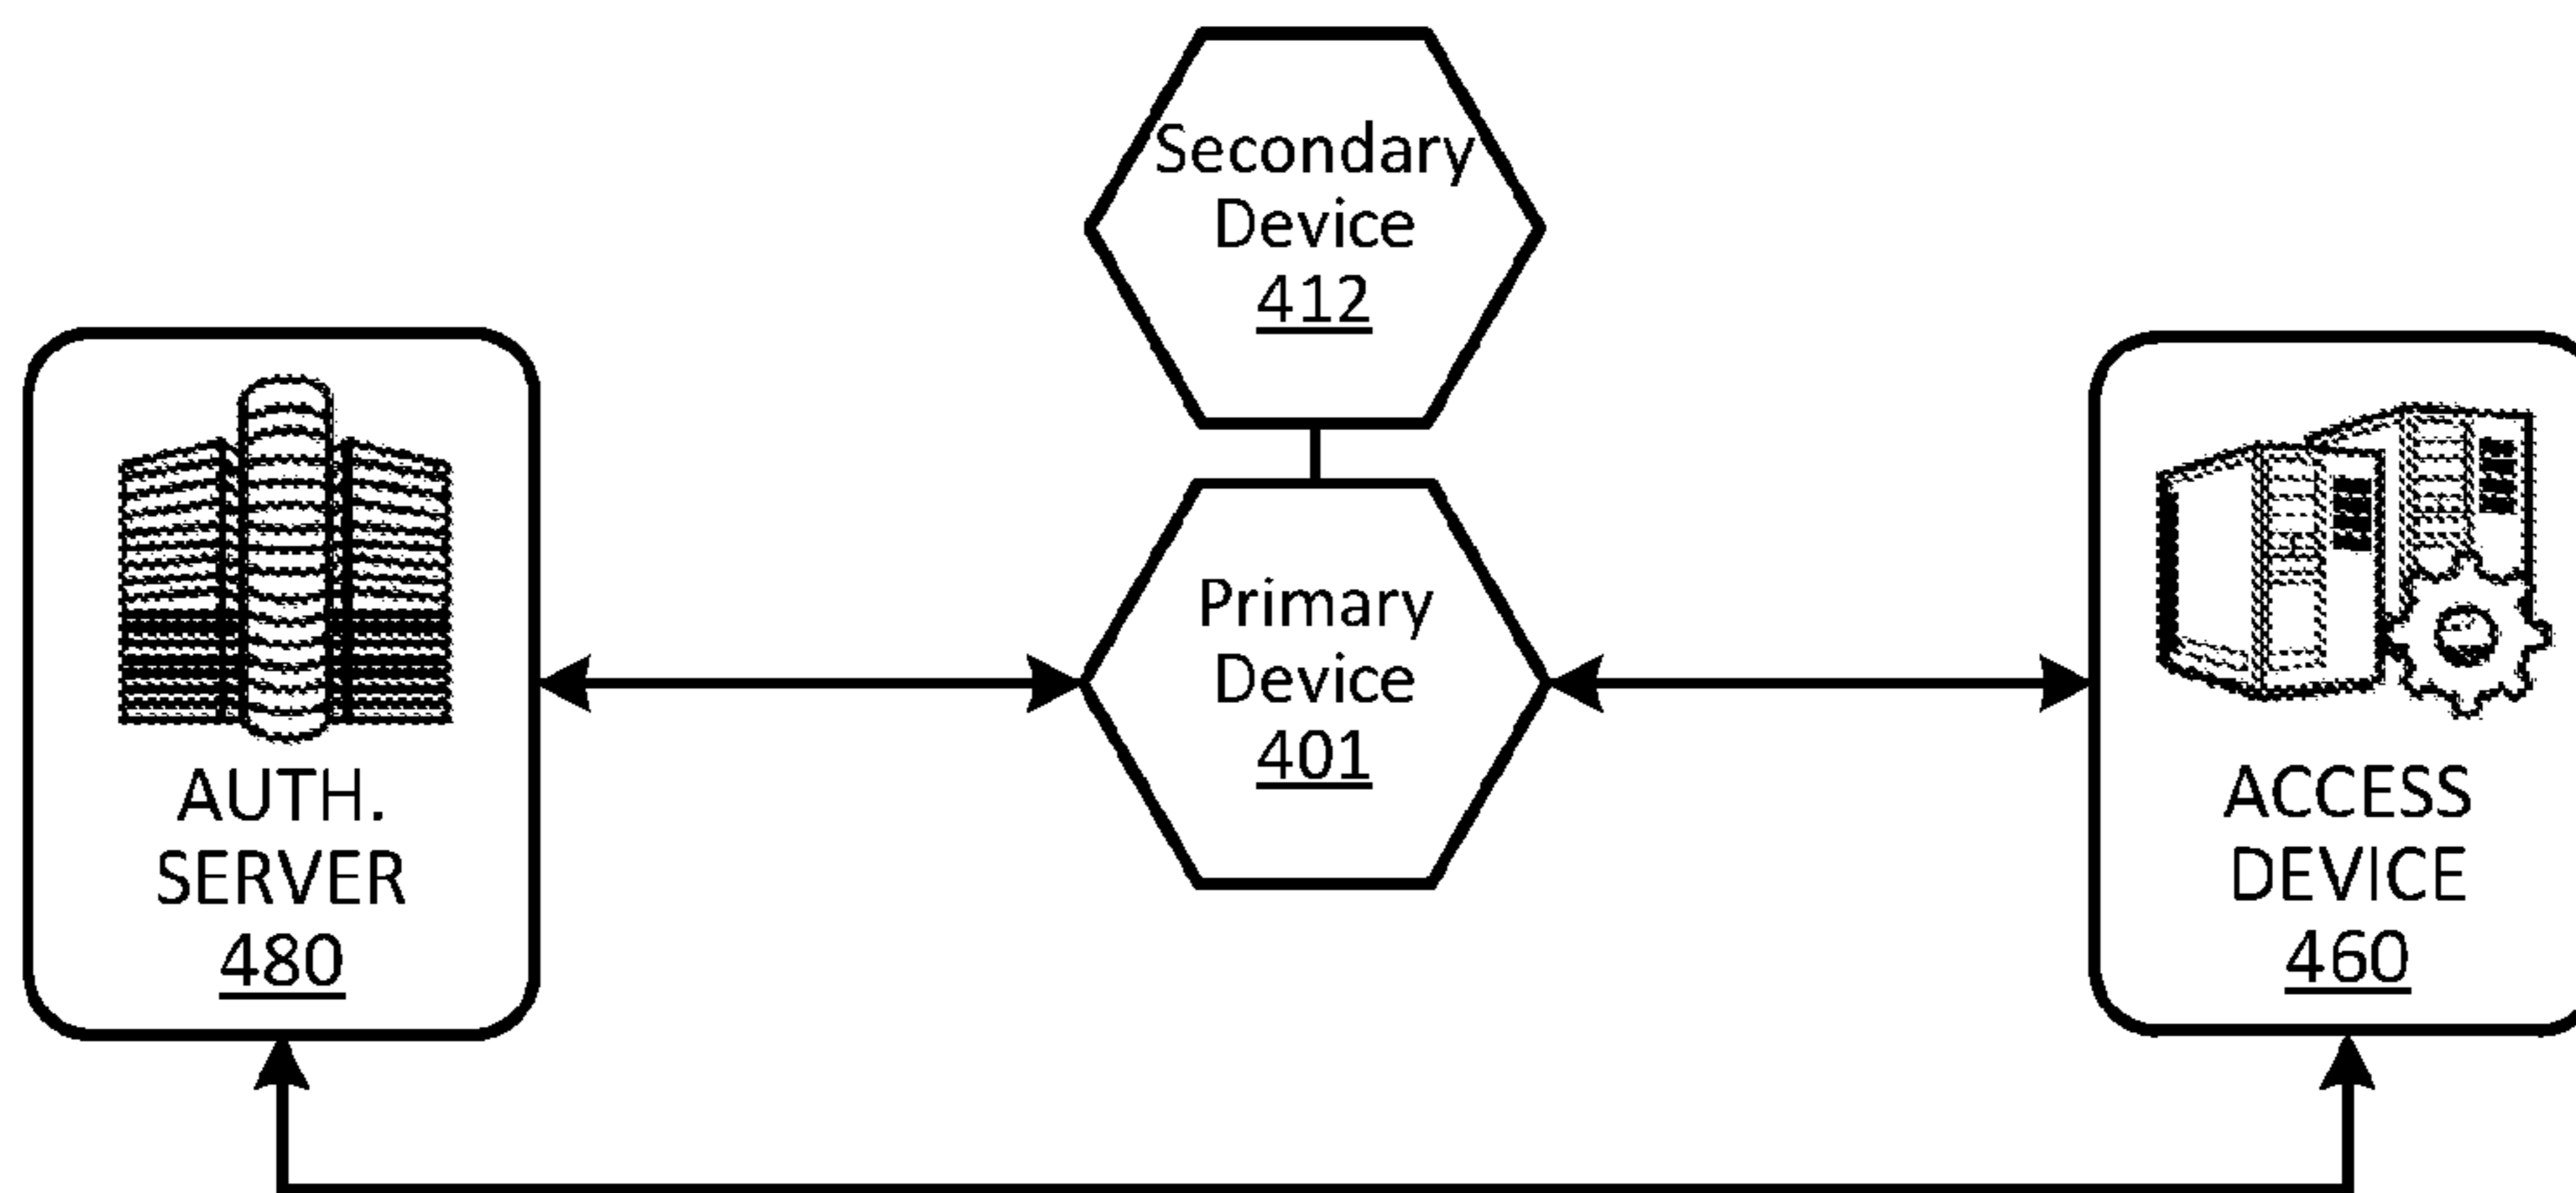 Secondary
Device
412
Primary
Device
401
AUTH.
SERVER
480
ACCESS
DEVICE
460